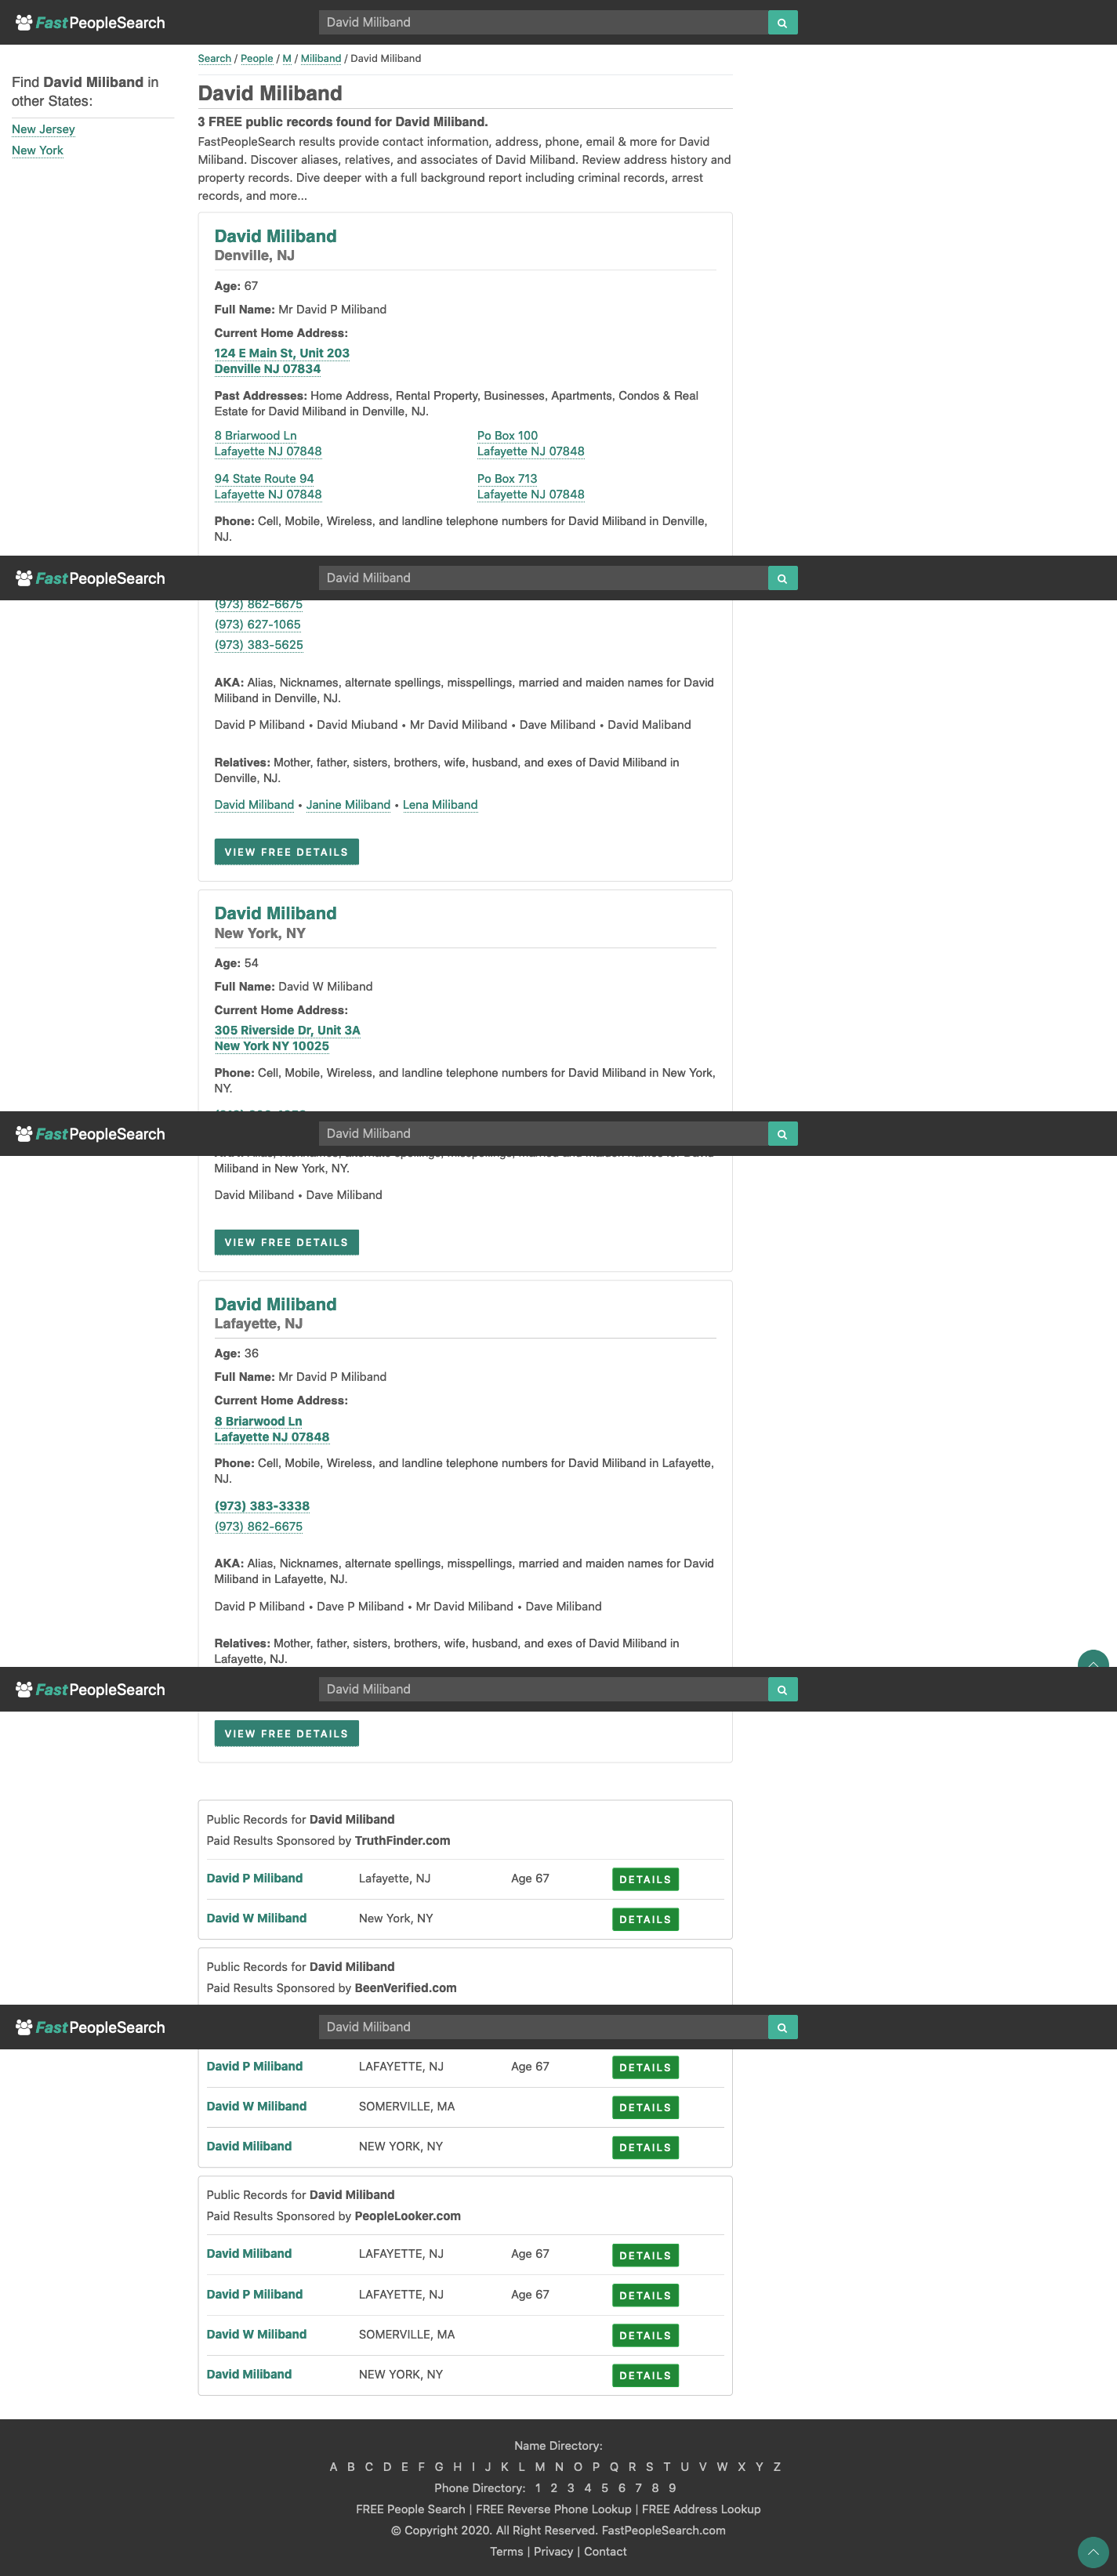 FastPeopleSearch
David Miliband
Search / People / M / Miliband / David Miliband
Find David Miliband in
other States:
New Jersey
New York
David Miliband
3 FREE public records found for David Miliband.
FastPeopleSearch results provide contact information, address, phone, email & more for David
Miliband. Discover aliases, relatives, and associates of David Miliband. Review address history and
property records. Dive deeper with a full background report including criminal records, arrest
records, and more...
David Miliband
Denville, NJ
Age: 67
Full Name: Mr David P Miliband
Current Home Address:
124 E Main St, Unit 203
Denville NJ 07834
Past Addresses: Home Address, Rental Property, Businesses, Apartments, Condos & Real
Estate for David Miliband in Denville, NJ.
8 Briarwood Ln
Lafayette NJ 07848
Po Box 100
Lafayette NJ 07848
94 State Route 94
Lafayette NJ 07848
Po Box 713
Lafayette NJ 07848
Phone: Cell, Mobile, Wireless, and landline telephone numbers for David Miliband in Denville,
NJ.
FastPeopleSearch
David Miliband
(973) 862-6675
(973) 627-1065
(973) 383-5625
AKA: Alias, Nicknames, alternate spellings, misspellings, married and maiden names for David
Miliband in Denville, NJ.
David P Miliband • David Miuband • Mr David Miliband • Dave Miliband • David Maliband
Relatives: Mother, father, sisters, brothers, wife, husband, and exes of David Miliband in
Denville, NJ.
David Miliband • Janine Miliband • Lena Miliband
VIEW FREE DETAILS
David Miliband
New York, NY
Age: 54
Full Name: David W Miliband
Current Home Address:
305 Riverside Dr, Unit 3A
New York NY 10025
Phone: Cell, Mobile, Wireless, and landline telephone numbers for David Miliband in New York,
NY.
FastPeopleSearch
David Miliband
Miliband in New York, NY.
David Miliband • Dave Miliband
VIEW FREE DETAILS
David Miliband
Lafayette, NJ
Age: 36
Full Name: Mr David P Miliband
Current Home Address:
8 Briarwood Ln
Lafayette NJ 07848
Phone: Cell, Mobile, Wireless, and landline telephone numbers for David Miliband in Lafayette,
NJ.
(973) 383-3338
(973) 862-6675
AKA: Alias, Nicknames, alternate spellings, misspellings, married and maiden names for David
Miliband in Lafayette, NJ.
David P Miliband • Dave P Miliband • Mr David Miliband • Dave Miliband
Relatives: Mother, father, sisters, brothers, wife, husband, and exes of David Miliband in
Lafayette, NJ.
FastPeopleSearch
David Miliband
VIEW FREE DETAILS
Public Records for David Miliband
Paid Results Sponsored by TruthFinder.com
David P Miliband Lafayette, NJ Age 67 DETAILS
David W Miliband New York, NY DETAILS
Public Records for David Miliband
Paid Results Sponsored by BeenVerified.com
FastPeopleSearch
David Miliband
David P Miliband LAFAYETTE, NJ Age 67 DETAILS
David W Miliband SOMERVILLE, MA DETAILS
David Miliband NEW YORK, NY DETAILS
Public Records for David Miliband
Paid Results Sponsored by PeopleLooker.com
David Miliband LAFAYETTE, NJ Age 67 DETAILS
David P Miliband LAFAYETTE, NJ Age 67 DETAILS
David W Miliband SOMERVILLE, MA DETAILS
David Miliband NEW YORK, NY DETAILS
Name Directory:
A B C D E F G H I J K L M N O P Q R S T U V W X Y Z
Phone Directory: 1 2 3 4 5 6 7 8 9
FREE People Search | FREE Reverse Phone Lookup | FREE Address Lookup
© Copyright 2020. All Right Reserved. FastPeopleSearch.com
Terms | Privacy | Contact